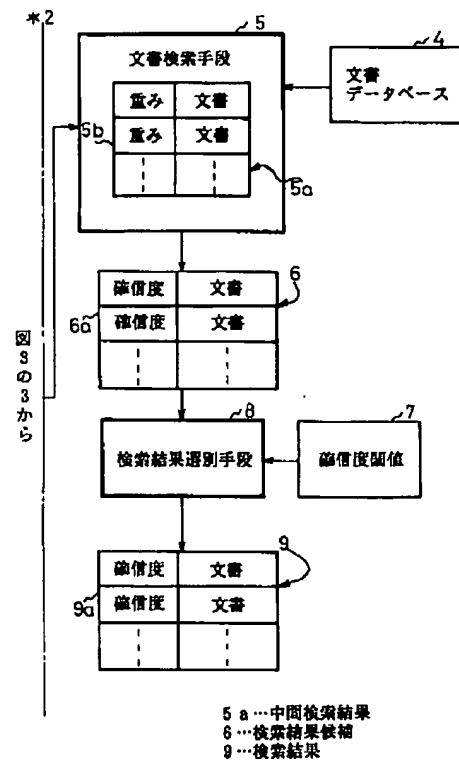 *2
5
文書検索手段
重み 文書
重み 文書
5b
5a
4
文書
データベース
確信度 文書
確信度 文書
6
6a
図3の3から
8
検索結果選別手段
7
確信度閾値
確信度 文書
確信度 文書
9
9a
5a…中間検索結果
6…検索結果候補
9…検索結果